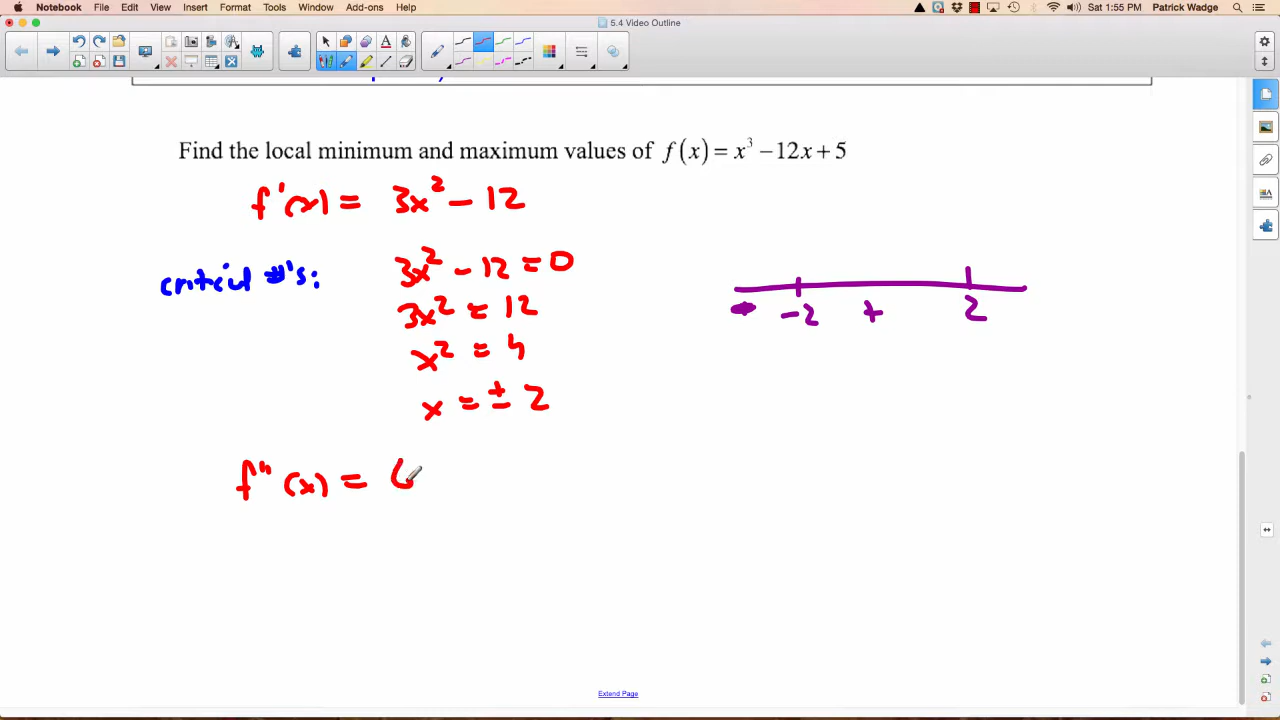 Notebook File Edit View Insert Format Tools Window Add-ons Help Sat 1:55 PM Patrick Wadge
5.4 Video Outline
Find the local minimum and maximum values of f(x) = x³ − 12x + 5
f'(x) = 3x² − 12
critical #'s: 3x² − 12 = 0
3x² = 12
x² = 4
x = ± 2
-2 + 2
f"(x) = 6
Extend Page